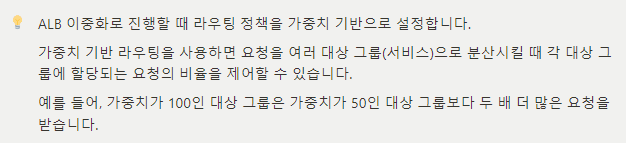 ALB 이중화로 진행할 때 라우팅 정책을 가중치 기반으로 설정합니다.
가중치 기반 라우팅을 사용하면 요청을 여러 대상 그룹(서비스)으로 분산시킬 때 각 대상 그
룹에 할당되는 요청의 비율을 제어할 수 있습니다.
예를 들어, 가중치가 100인 대상 그룹은 가중치가 50인 대상 그룹보다 두 배 더 많은 요청을
받습니다.